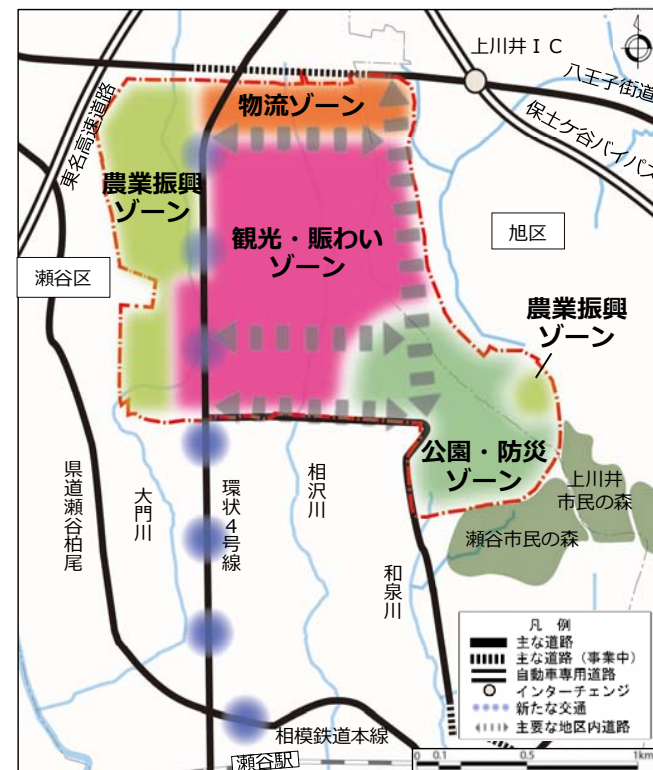 上川井ＩＣ
八王子街道
保土ケ谷バイパス
東名高速道路
物流ゾーン
農業振興
ゾーン
観光・賑わい
ゾーン
旭区
瀬谷区
農業振興
ゾーン
公園・防災
ゾーン
上川井
市民の森
瀬谷市民の森
県道瀬谷柏尾
大門川
環状４号線
相沢川
和泉川
相模鉄道本線
瀬谷駅
凡 例
主な道路
主な道路（事業中）
自動車専用道路
インターチェンジ
新たな交通
主要な地区内道路
0 0.1 0.5 1km